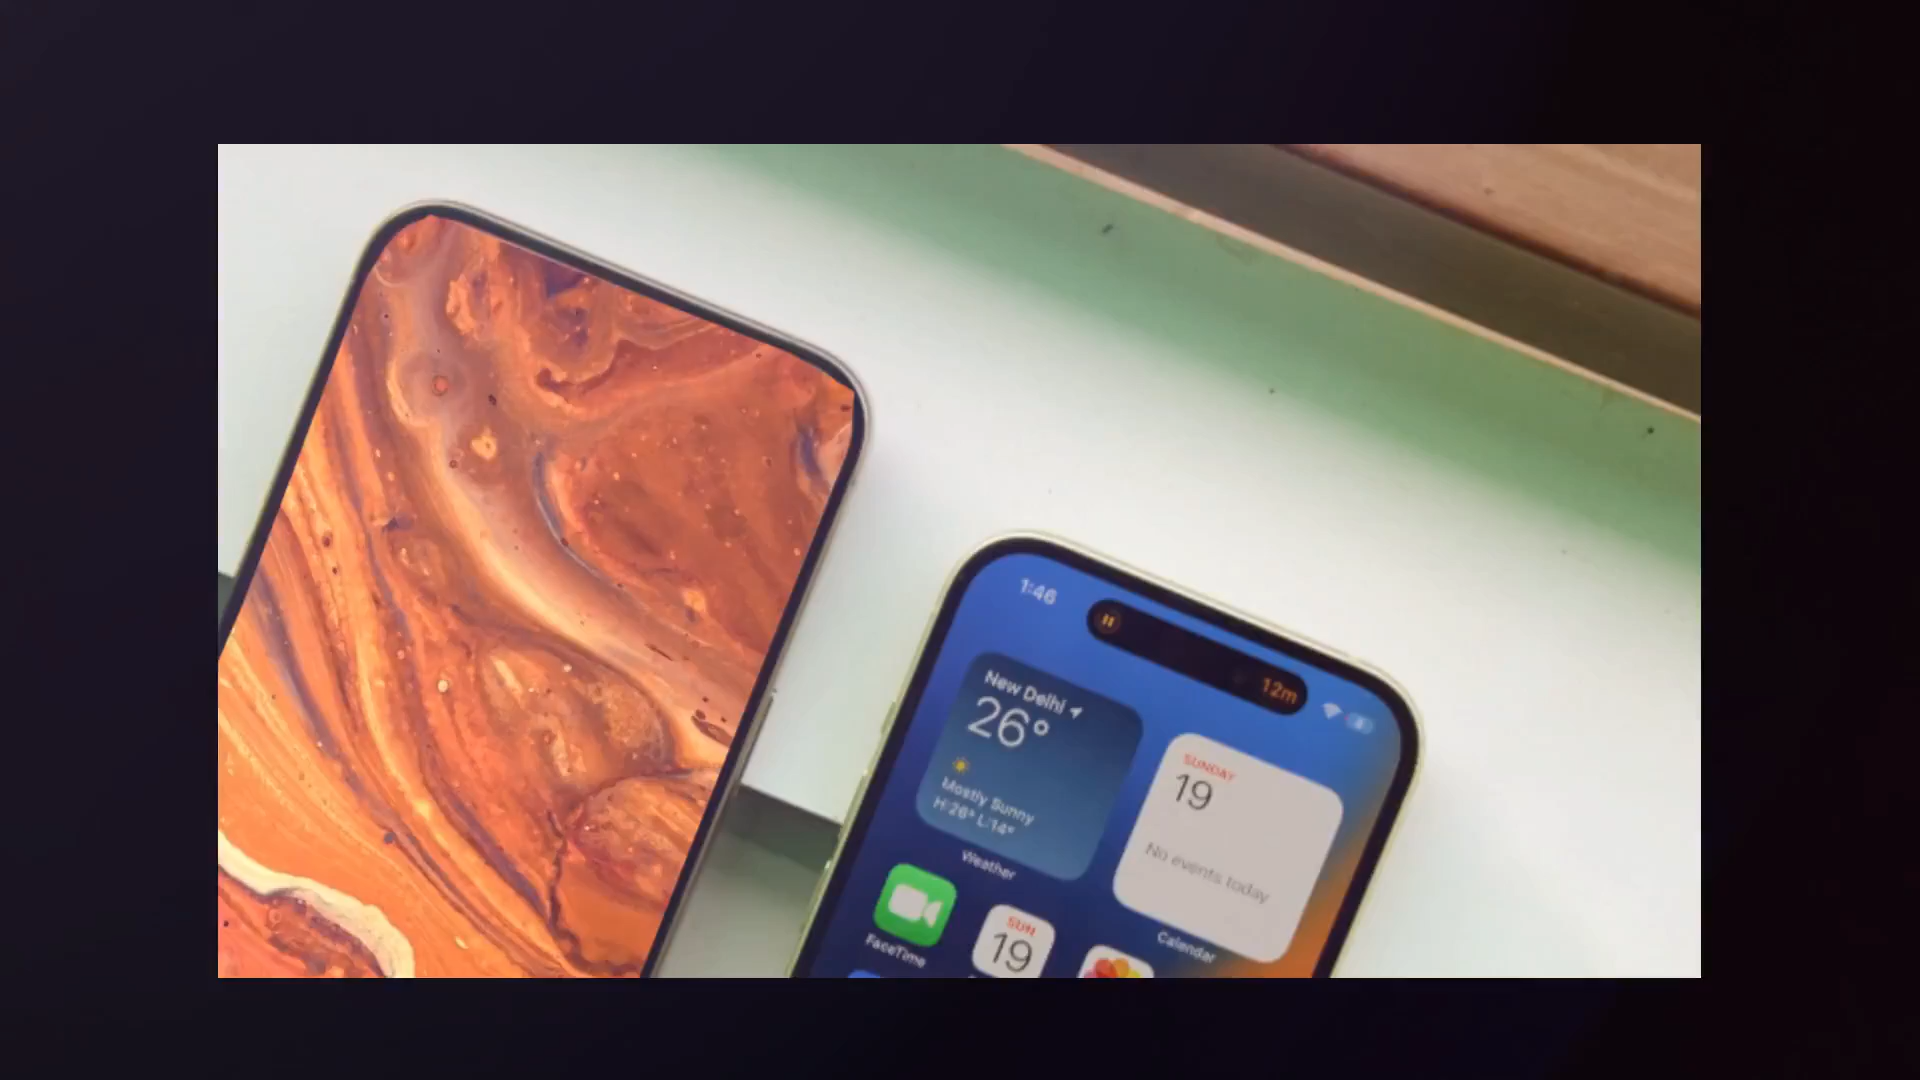 1:46
12m
New Delhi
26°
Mostly Sunny
H:26° L:14°
Weather
SUNDAY
19
No events today
Calendar
FaceTime
SUN
19